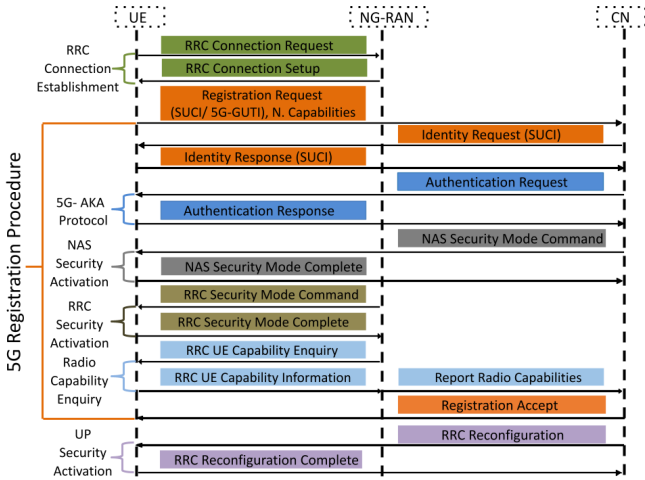 UE
NG-RAN
CN
RRC
Connection
Establishment
RRC Connection Request
RRC Connection Setup
Registration Request
(SUCI/ 5G-GUTI), N. Capabilities
Identity Request (SUCI)
Identity Response (SUCI)
5G Registration Procedure
5G- AKA
Protocol
Authentication Request
Authentication Response
NAS
Security
Activation
NAS Security Mode Command
NAS Security Mode Complete
RRC
Security
Activation
RRC Security Mode Command
RRC Security Mode Complete
Radio
Capability
Enquiry
RRC UE Capability Enquiry
RRC UE Capability Information
Report Radio Capabilities
Registration Accept
UP
Security
Activation
RRC Reconfiguration
RRC Reconfiguration Complete